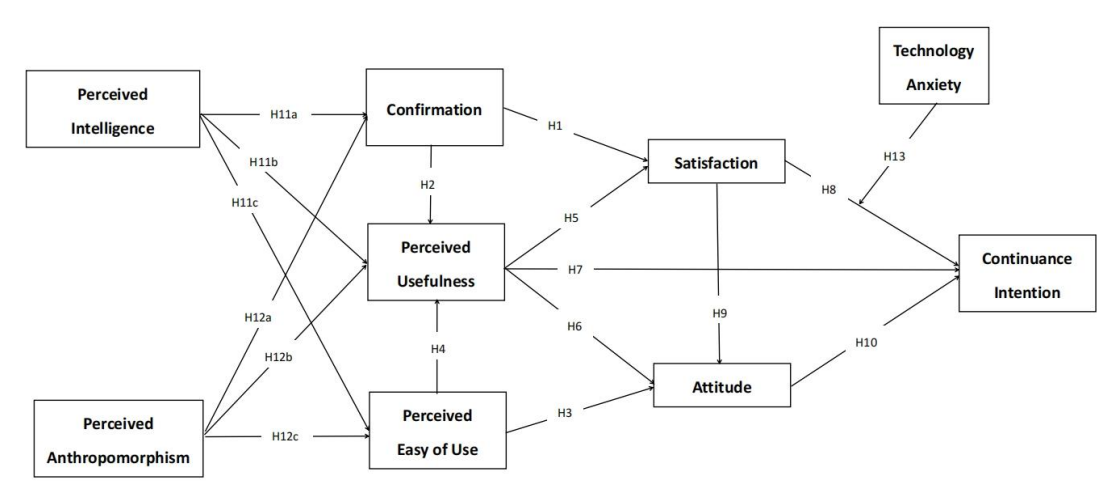 Technology
Anxiety
Perceived
Intelligence
H11a
Confirmation
H1
Satisfaction
H13
H11b
H2
H8
H11c
H5
Perceived
Usefulness
H7
Continuance
Intention
H12a
H9
H6
H12b
H4
H10
Attitude
Perceived
Anthropomorphism
H12c
Perceived
Easy of Use
H3